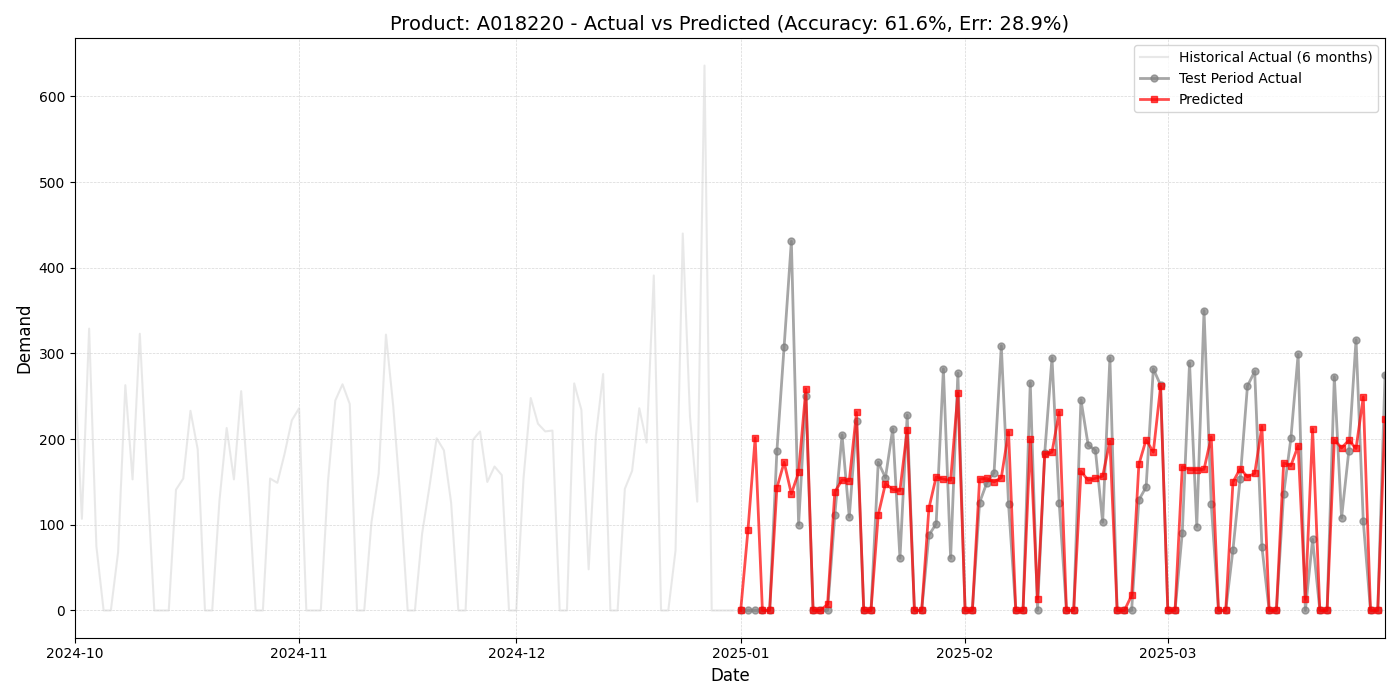 Product: A018220 - Actual vs Predicted (Accuracy: 61.6%, Err: 28.9%)
Historical Actual (6 months)
Test Period Actual
Predicted
Demand
600
500
400
300
200
100
0
2024-10
2024-11
2024-12
2025-01
2025-02
2025-03
Date